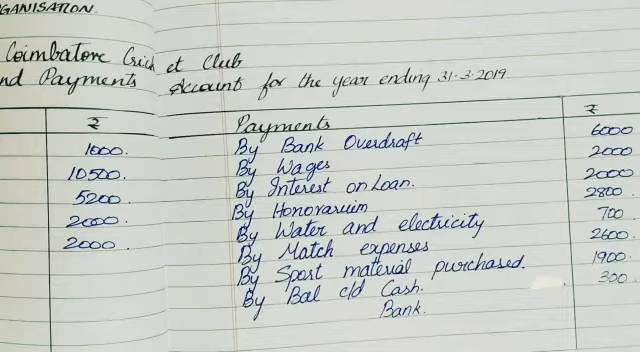 GANISATION.
Coimbatore Cricket Club
nd Payments Account for the year ending 31-3-2019
₹ Payments ₹
1000. By Bank Overdraft 6000
10500. By Wages 2000
5200. By Interest on Loan. 2000
2000. By Honoraruim 2800
2000. By Water and electricity 700
By Match expenses 2600
By Sport material purchased. 1900
By Bal c/d Cash. 300
Bank.